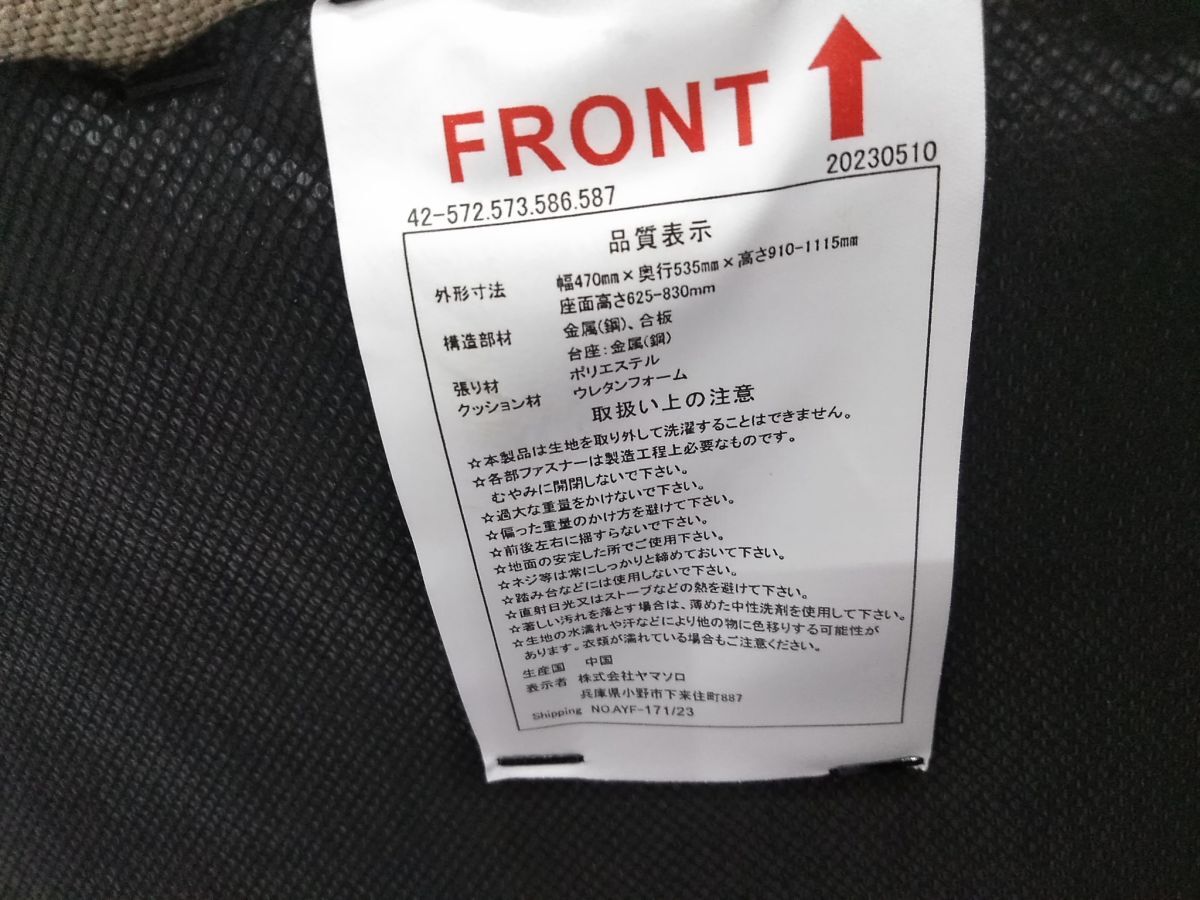 FRONT
20230510
42-572.573.586.587
品質表示
外形寸法 幅470mm×奥行535mm×高さ910-1115mm
座面高さ625-830mm
構造部材 金属(鋼)、合板
台座:金属(鋼)
張り材 ポリエステル
クッション材 ウレタンフォーム
取扱い上の注意
☆本製品は生地を取り外して洗濯することはできません。
☆各部ファスナーは製造工程上必要なものです。
むやみに開閉しないで下さい。
☆過大な重量をかけないで下さい。
☆偏った重量のかけ方を避けて下さい。
☆前後左右に揺すらないで下さい。
☆地面の安定した所でご使用下さい。
☆ネジ等は常にしっかりと締めておいて下さい。
☆踏み台などには使用しないで下さい。
☆直射日光又はストーブなどの熱を避けて下さい。
☆著しい汚れを落とす場合は、薄めた中性洗剤を使用して下さい。
☆生地の水濡れや汗などにより他の物に色移りする可能性が
あります。衣類が濡れている場合もご注意ください。
生産国 中国
表示者 株式会社ヤマソロ
兵庫県小野市下来住町887
Shipping NO.AYF-171/23